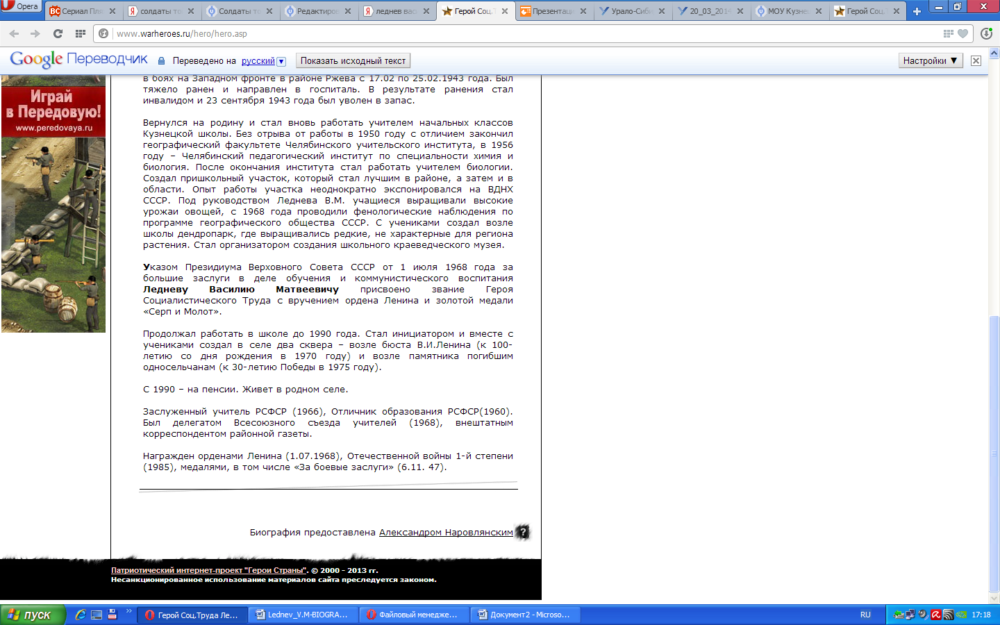 Opera
Сериал Пля
солдаты то
Солдаты то
Редактиров
леднев вас
Герой Соц.Т
Презентаци
Урало-Сиби
20_03_2014
МОУ Кузнец
Герой Соц.Т
www.warheroes.ru/hero/hero.asp
Google Переводчик
Переведено на русский
Показать исходный текст
Настройки ▼
Играй
в Передовую!
www.peredovaya.ru
в боях на Западном фронте в районе Ржева с 17.02 по 25.02.1943 года. Был
тяжело ранен и направлен в госпиталь. В результате ранения стал
инвалидом и 23 сентября 1943 года был уволен в запас.
Вернулся на родину и стал вновь работать учителем начальных классов
Кузнецкой школы. Без отрыва от работы в 1950 году с отличием закончил
географический факультете Челябинского учительского института, в 1956
году – Челябинский педагогический институт по специальности химия и
биология. После окончания института стал работать учителем биологии.
Создал пришкольный участок, который стал лучшим в районе, а затем и в
области. Опыт работы участка неоднократно экспонировался на ВДНХ
СССР. Под руководством Леднева В.М. учащиеся выращивали высокие
урожаи овощей, с 1968 года проводили фенологические наблюдения по
программе географического общества СССР. С учениками создал возле
школы дендропарк, где выращивались редкие, не характерные для региона
растения. Стал организатором создания школьного краеведческого музея.
Указом Президиума Верховного Совета СССР от 1 июля 1968 года за
большие заслуги в деле обучения и коммунистического воспитания
Ледневу Василию Матвеевичу присвоено звание Героя
Социалистического Труда с вручением ордена Ленина и золотой медали
«Серп и Молот».
Продолжал работать в школе до 1990 года. Стал инициатором и вместе с
учениками создал в селе два сквера – возле бюста В.И.Ленина (к 100-
летию со дня рождения в 1970 году) и возле памятника погибшим
односельчанам (к 30-летию Победы в 1975 году).
С 1990 – на пенсии. Живет в родном селе.
Заслуженный учитель РСФСР (1966), Отличник образования РСФСР(1960).
Был делегатом Всесоюзного съезда учителей (1968), внештатным
корреспондентом районной газеты.
Награжден орденами Ленина (1.07.1968), Отечественной войны 1-й степени
(1985), медалями, в том числе «За боевые заслуги» (6.11. 47).
Биография предоставлена Александром Наровлянским
Патриотический интернет-проект "Герои Страны". © 2000 - 2013 гг.
Несанкционированное использование материалов сайта преследуется законом.
пуск
Герой Соц.Труда Ле...
Lednev_V.M-BIOGRA...
Файловый менедже...
Документ2 - Microso...
RU
17:18